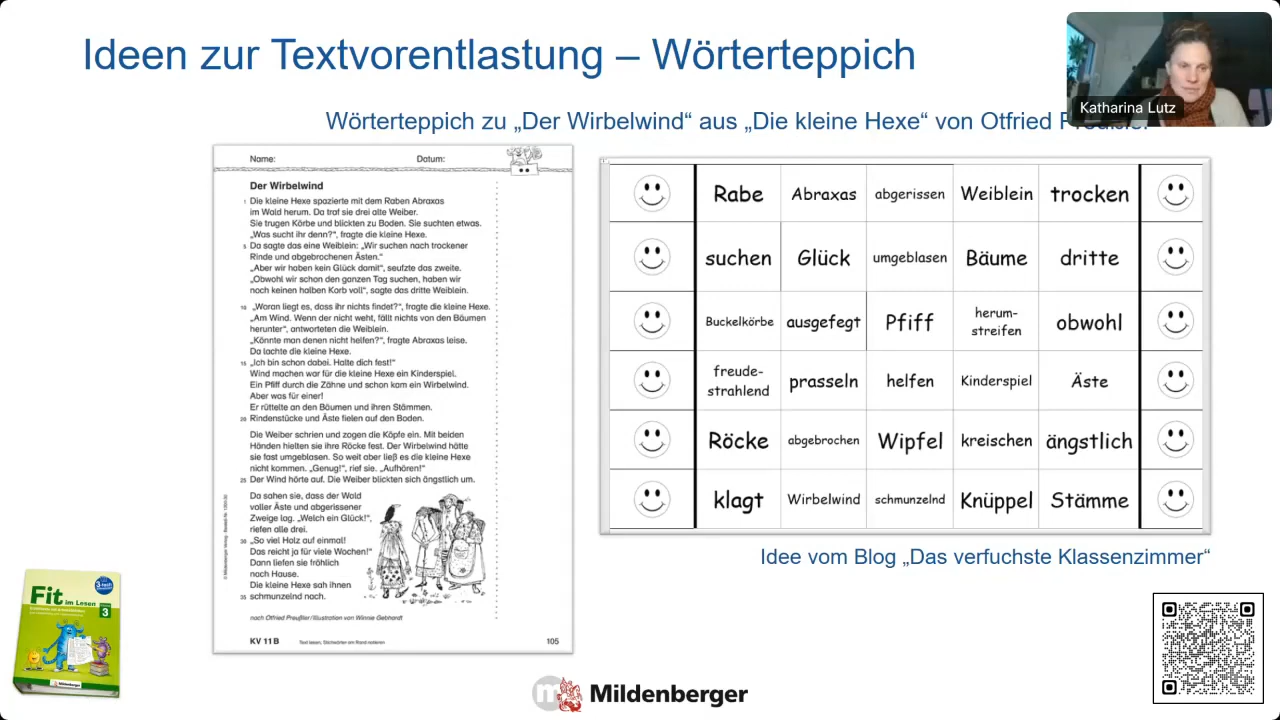 Ideen zur Textvorentlastung – Wörterteppich
Katharina Lutz
Wörterteppich zu „Der Wirbelwind“ aus „Die kleine Hexe“ von Otfried
Name: Datum:
Der Wirbelwind
1 Die kleine Hexe spazierte mit dem Raben Abraxas
im Wald herum. Da traf sie drei alte Weiber.
Sie trugen Körbe und blickten zu Boden. Sie suchten etwas.
„Was sucht ihr denn?“, fragte die kleine Hexe.
5 Da sagte das eine Weiblein: „Wir suchen nach trockener
Rinde und abgebrochenen Ästen.“
„Aber wir haben kein Glück damit“, seufzte das zweite.
„Obwohl wir schon den ganzen Tag suchen, haben wir
noch keinen halben Korb voll“, sagte das dritte Weiblein.
10 „Woran liegt es, dass ihr nichts findet?“, fragte die kleine Hexe.
„Am Wind. Wenn der nicht weht, fällt nichts von den Bäumen
herunter“, antworteten die Weiblein.
„Könnte man denen nicht helfen?“, fragte Abraxas leise.
Da lachte die kleine Hexe.
15 „Ich bin schon dabei. Halte dich fest!“
Wind machen war für die kleine Hexe ein Kinderspiel.
Ein Pfiff durch die Zähne und schon kam ein Wirbelwind.
Aber was für einer!
Er rüttelte an den Bäumen und ihren Stämmen.
20 Rindenstücke und Äste fielen auf den Boden.
Die Weiber schrien und zogen die Köpfe ein. Mit beiden
Händen hielten sie ihre Röcke fest. Der Wirbelwind hätte
sie fast umgeblasen. So weit aber ließ es die kleine Hexe
nicht kommen. „Genug!“, rief sie. „Aufhören!“
25 Der Wind hörte auf. Die Weiber blickten sich ängstlich um.
Da sahen sie, dass der Wald
voller Äste und abgerissener
Zweige lag. „Welch ein Glück!“,
riefen alle drei.
30 „So viel Holz auf einmal!
Das reicht ja für viele Wochen!“
Dann liefen sie fröhlich
nach Hause.
Die kleine Hexe sah ihnen
35 schmunzelnd nach.
nach Otfried Preußler/Illustration von Winnie Gebhardt
KV 11B Text lesen; Stichwörter am Rand notieren 105
Rabe Abraxas abgerissen Weiblein trocken
suchen Glück umgeblasen Bäume dritte
Buckelkörbe ausgefegt Pfiff herum-
streifen obwohl
freude-
strahlend prasseln helfen Kinderspiel Äste
Röcke abgebrochen Wipfel kreischen ängstlich
klagt Wirbelwind schmunzelnd Knüppel Stämme
Idee vom Blog „Das verfuchste Klassenzimmer“
Fit im Lesen
3
Mildenberger
Mildenberger